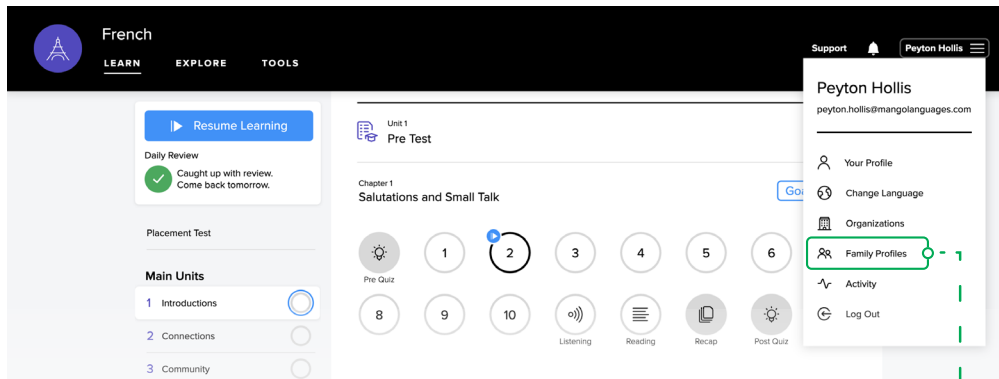 French
LEARN EXPLORE TOOLS
Support
Peyton Hollis
Peyton Hollis
peyton.hollis@mangolanguages.com
Your Profile
Change Language
Organizations
Family Profiles
Activity
Log Out
Resume Learning
Daily Review
Caught up with review.
Come back tomorrow.
Placement Test
Main Units
1 Introductions
2 Connections
3 Community
Unit 1
Pre Test
Chapter 1
Salutations and Small Talk
Pre Quiz
1 2 3 4 5 6
8 9 10
Listening Reading Recap Post Quiz